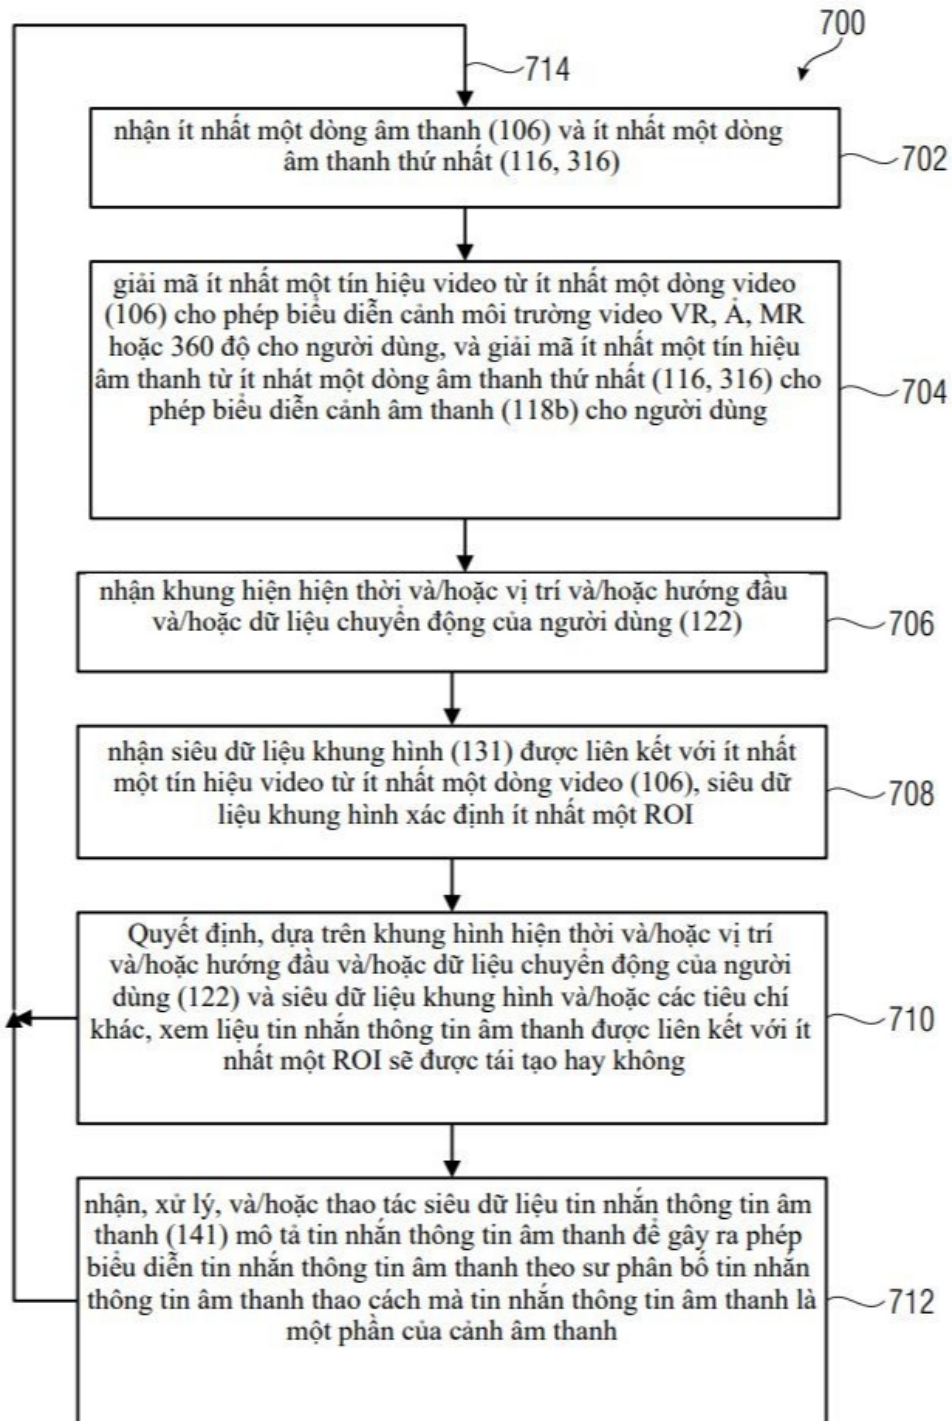 700
714
nhận ít nhất một dòng âm thanh (106) và ít nhất một dòng
âm thanh thứ nhất (116, 316)
702
giải mã ít nhất một tín hiệu video từ ít nhất một dòng video
(106) cho phép biểu diễn cảnh môi trường video VR, Ả, MR
hoặc 360 độ cho người dùng, và giải mã ít nhất một tín hiệu
âm thanh từ ít nhát một dòng âm thanh thứ nhất (116, 316) cho
phép biểu diễn cảnh âm thanh (118b) cho người dùng
704
nhận khung hiện hiện thời và/hoặc vị trí và/hoặc hướng đầu
và/hoặc dữ liệu chuyển động của người dùng (122)
706
nhận siêu dữ liệu khung hình (131) được liên kết với ít nhất
một tín hiệu video từ ít nhất một dòng video (106), siêu dữ
liệu khung hình xác định ít nhất một ROI
708
Quyết định, dựa trên khung hình hiện thời và/hoặc vị trí
và/hoặc hướng đầu và/hoặc dữ liệu chuyển động của người
dùng (122) và siêu dữ liệu khung hình và/hoặc các tiêu chí
khác, xem liệu tin nhắn thông tin âm thanh được liên kết với ít
nhất một ROI sẽ được tái tạo hay không
710
nhận, xử lý, và/hoặc thao tác siêu dữ liệu tin nhắn thông tin âm
thanh (141) mô tả tin nhắn thông tin âm thanh để gây ra phép
biểu diễn tin nhắn thông tin âm thanh theo sư phân bố tin nhắn
thông tin âm thanh thao cách mà tin nhắn thông tin âm thanh là
một phần của cảnh âm thanh
712